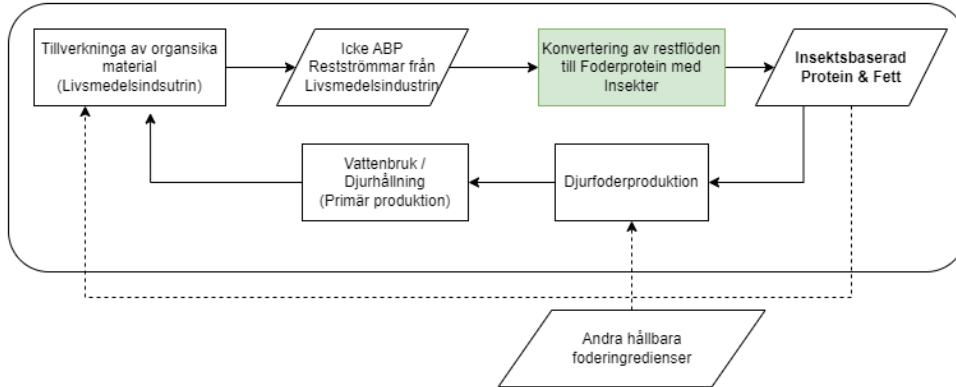 Tillverkninga av organsika
material
(Livsmedelsindsutrin)
Icke ABP
Restströmmar från
Livsmedelsindustrin
Konvertering av restflöden
till Foderprotein med
Insekter
Insektsbaserad
Protein & Fett
Vattenbruk /
Djurhållning
(Primär produktion)
Djurfoderproduktion
Andra hållbara
foderingredienser